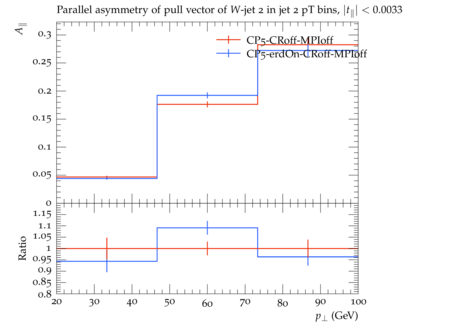 Parallel asymmetry of pull vector of W-jet 2 in jet 2 pT bins, |t∥| < 0.0033
A∥
CP5-CRoff-MPIoff
CP5-erdOn-CRoff-MPIoff
0.3
0.25
0.2
0.15
0.1
0.05
0
Ratio
1.15
1.1
1.05
1
0.95
0.9
0.85
0.8
20 30 40 50 60 70 80 90 100
p⊥ (GeV)